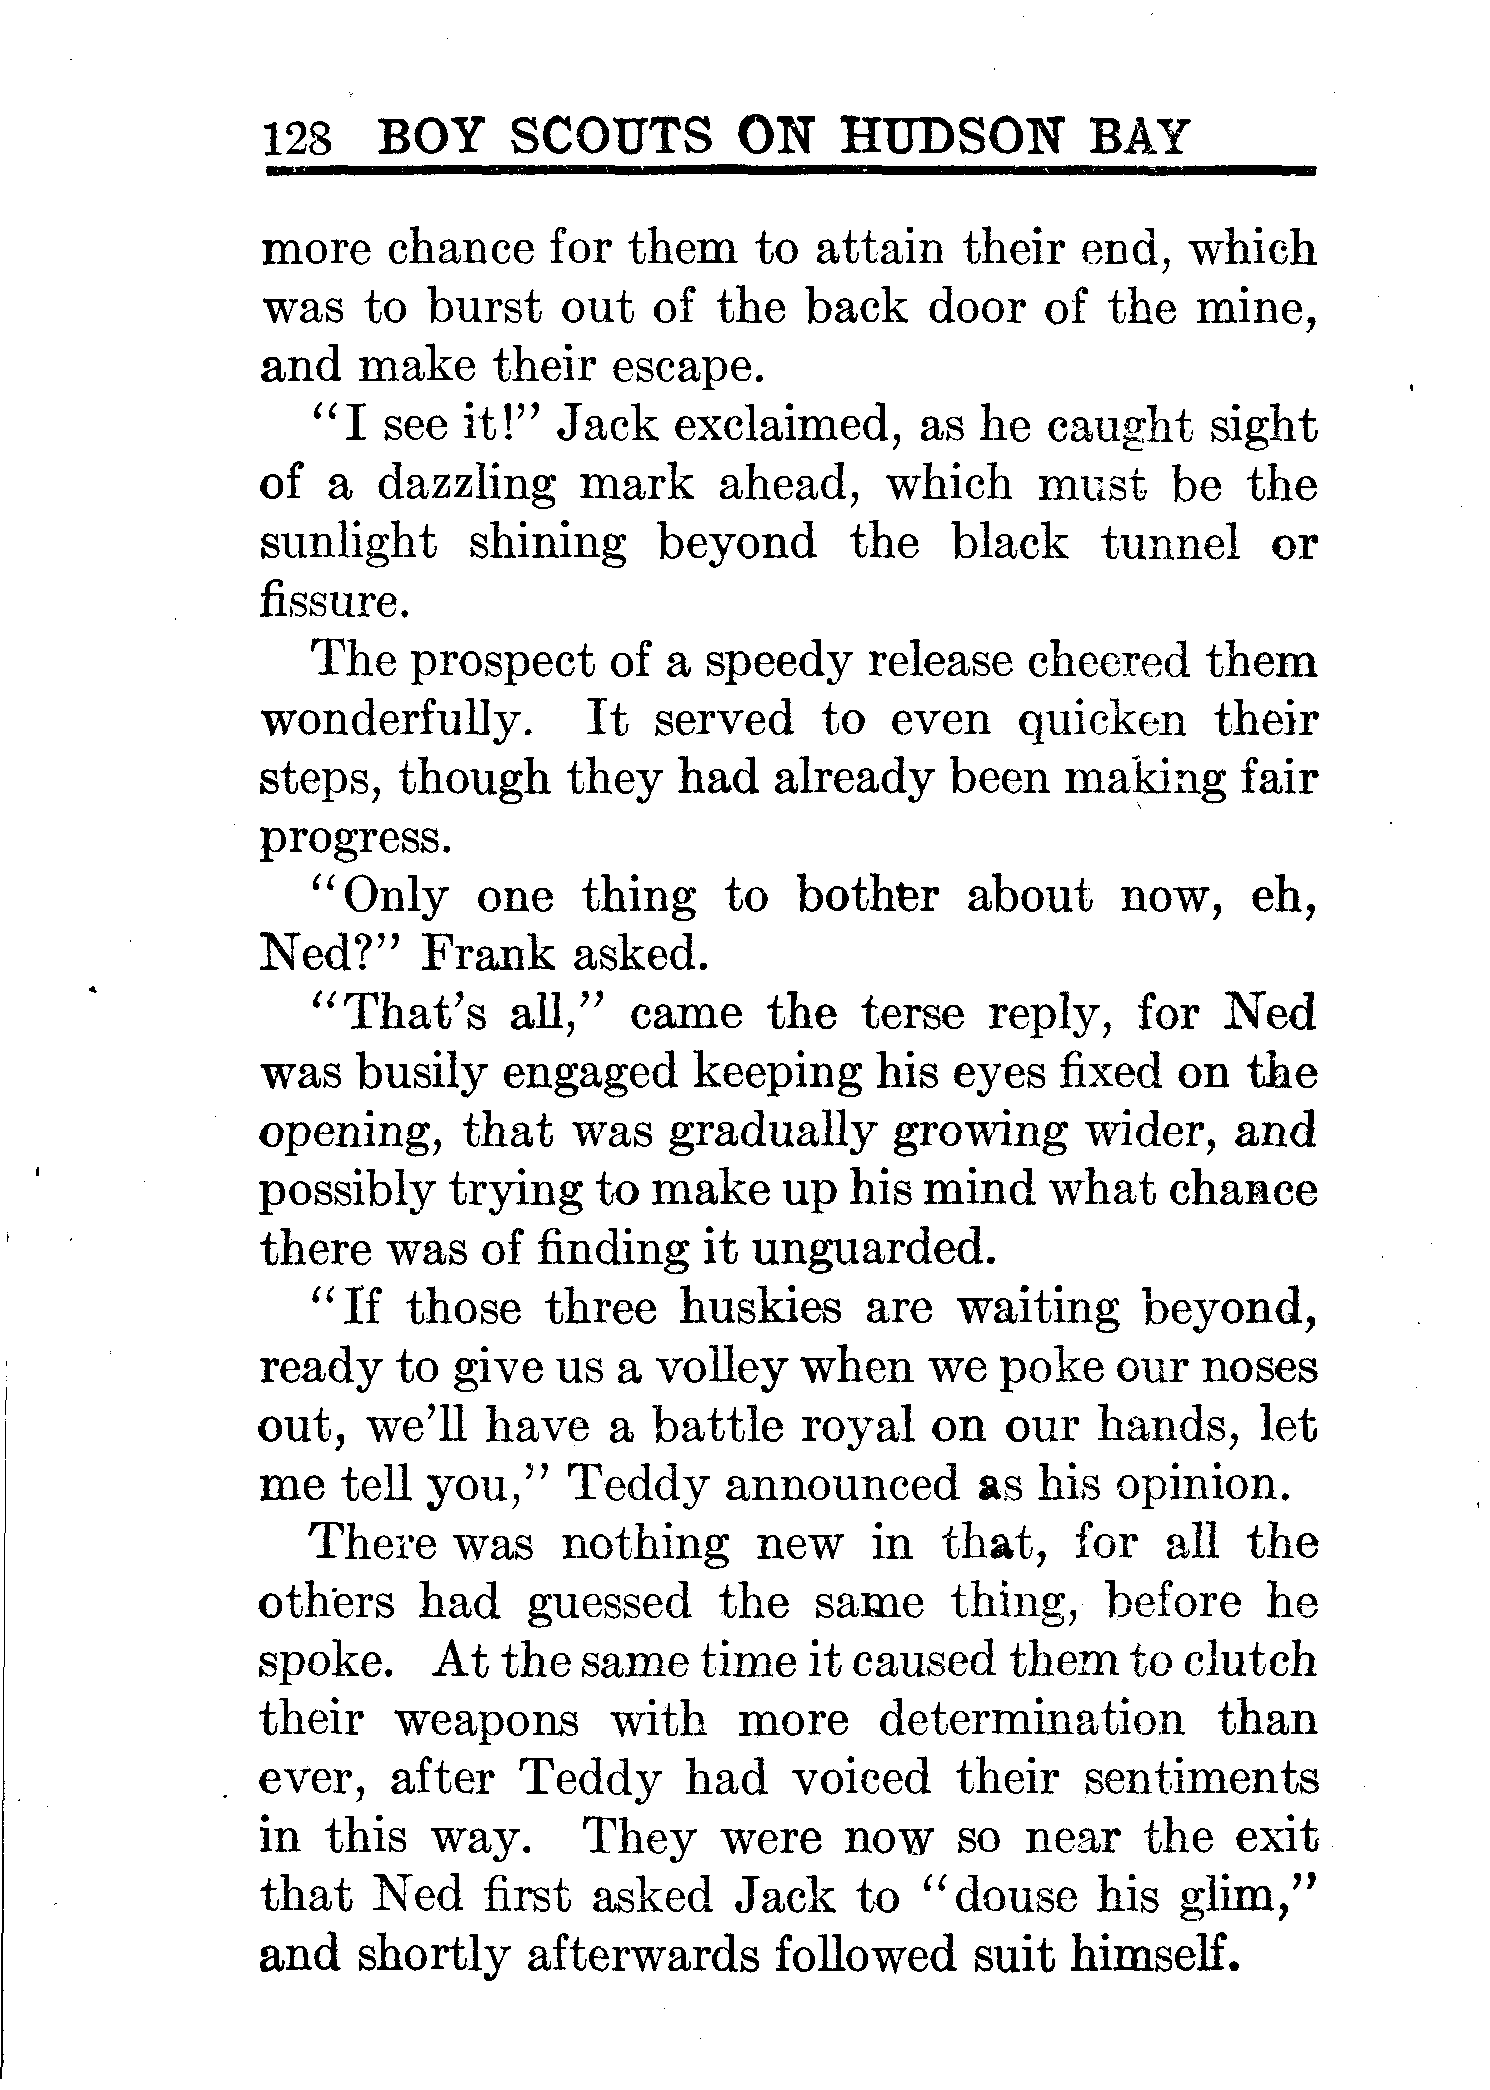 128 BOY SCOUTS ON HUDSON BAY
more chance for them to attain their end, which
was to burst out of the back door of the mine,
and make their escape.
“I see it!” Jack exclaimed, as he caught sight
of a dazzling mark ahead, which must be the
sunlight shining beyond the black tunnel or
fissure.
The prospect of a speedy release cheered them
wonderfully. It served to even quicken their
steps, though they had already been making fair
progress.
“Only one thing to bother about now, eh,
Ned?” Frank asked.
“That’s all,” came the terse reply, for Ned
was busily engaged keeping his eyes fixed on the
opening, that was gradually growing wider, and
possibly trying to make up his mind what chance
there was of finding it unguarded.
“If those three huskies are waiting beyond,
ready to give us a volley when we poke our noses
out, we’ll have a battle royal on our hands, let
me tell you,” Teddy announced as his opinion.
There was nothing new in that, for all the
others had guessed the same thing, before he
spoke. At the same time it caused them to clutch
their weapons with more determination than
ever, after Teddy had voiced their sentiments
in this way. They were now so near the exit
that Ned first asked Jack to “douse his glim,”
and shortly afterwards followed suit himself.